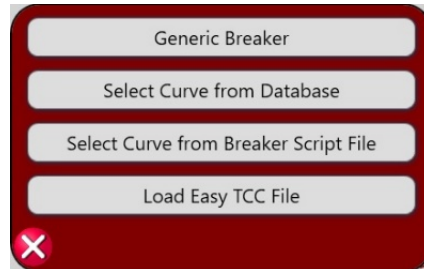 Generic Breaker
Select Curve from Database
Select Curve from Breaker Script File
Load Easy TCC File